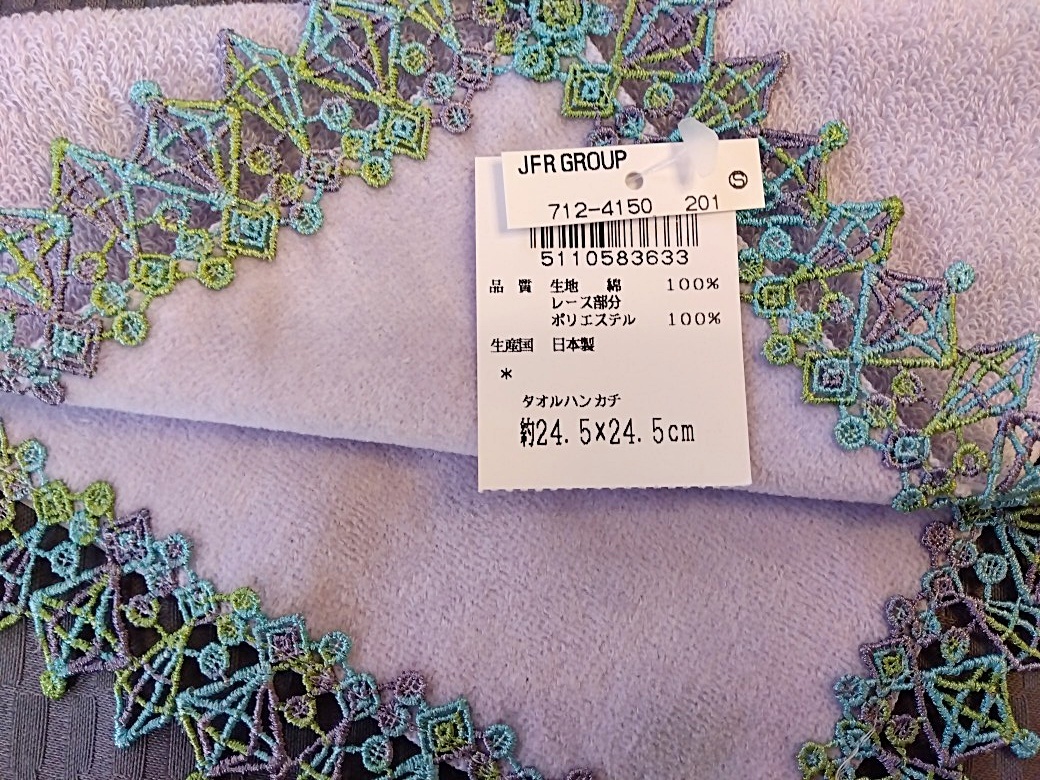 JFR GROUP
Ⓢ
712-4150 201
5110583633
品 質 生地 綿 100%
レース部分
ポリエステル 100%
生産国 日本製
*
タオルハンカチ
約24.5×24.5cm